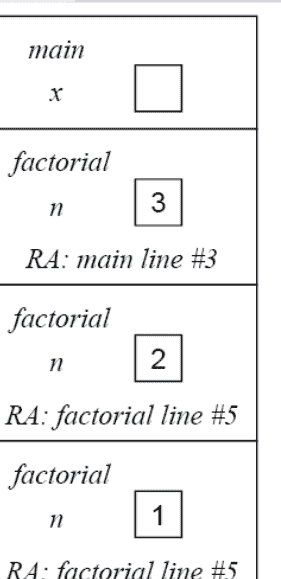 main
x
factorial
n 3
RA: main line #3
factorial
n 2
RA: factorial line #5
factorial
n 1
RA: factorial line #5